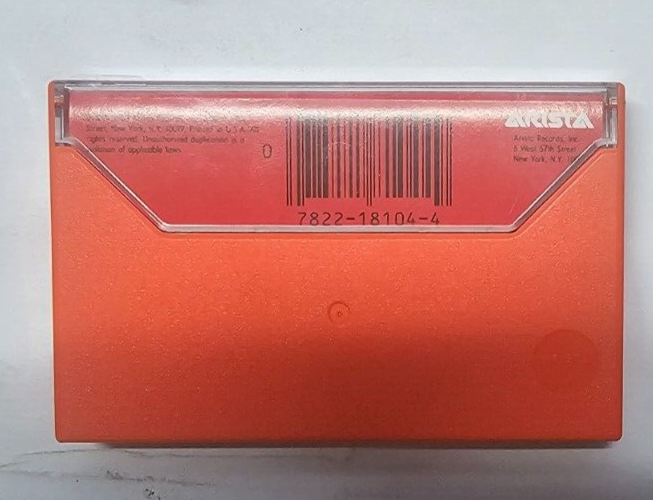 Street, New York, N.Y. 10019. Printed in U.S.A. All
rights reserved. Unauthorized duplication is a
violation of applicable laws.
ARISTA
Arista Records, Inc.
6 West 57th Street
New York, N.Y.
0
7822-18104-4